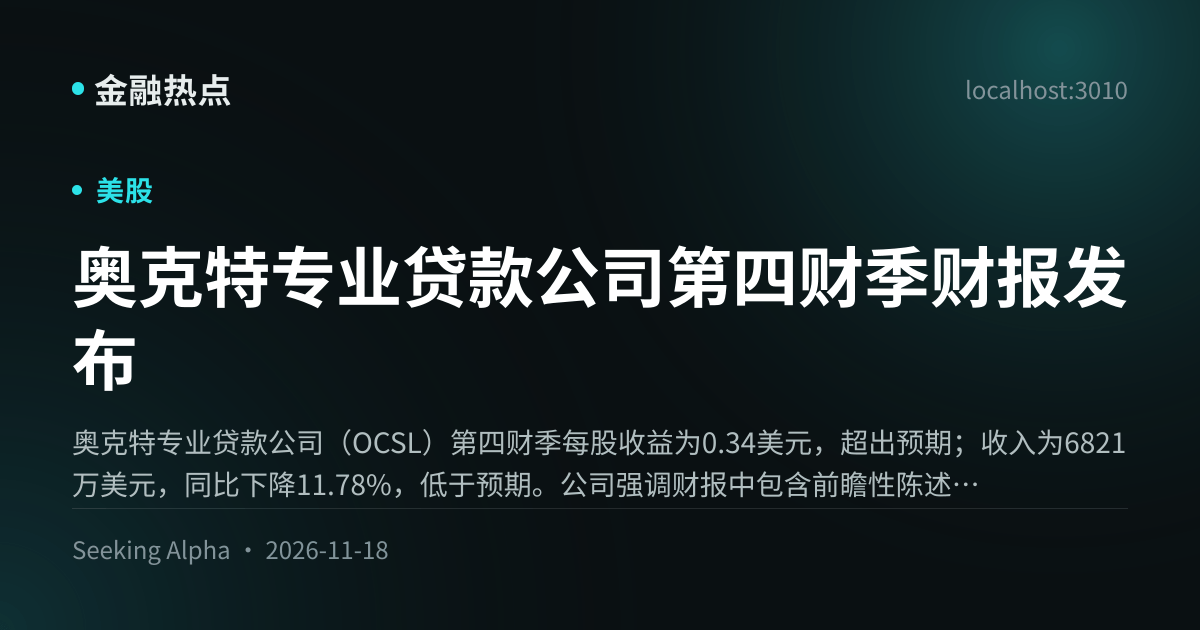 金融热点
localhost:3010
美股
奥克特专业贷款公司第四财季财报发
布
奥克特专业贷款公司（OCSL）第四财季每股收益为0.34美元，超出预期；收入为6821
万美元，同比下降11.78%，低于预期。公司强调财报中包含前瞻性陈述…
Seeking Alpha · 2026-11-18